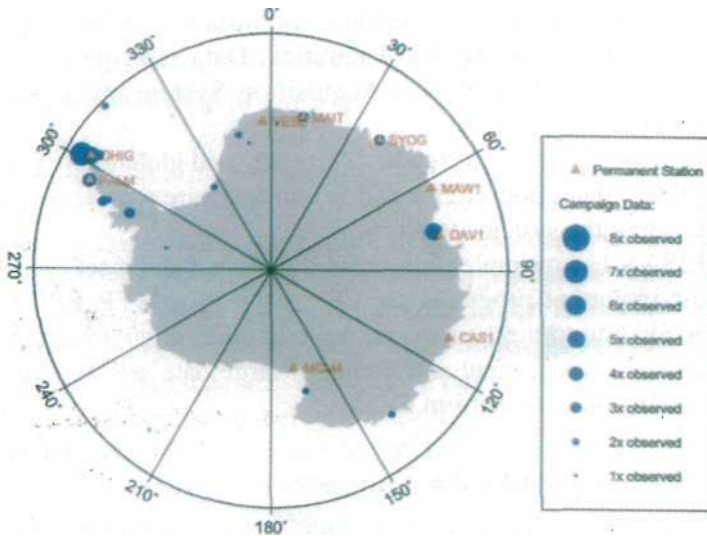 0°
330°
30°
VESL
MAIT
SYOG
300°
OHIG
60°
PALM
MAW1
DAV1
270°
90°
CAS1
MCM4
240°
120°
210°
150°
180°
Permanent Station
Campaign Data:
8x observed
7x observed
6x observed
5x observed
4x observed
3x observed
2x observed
1x observed